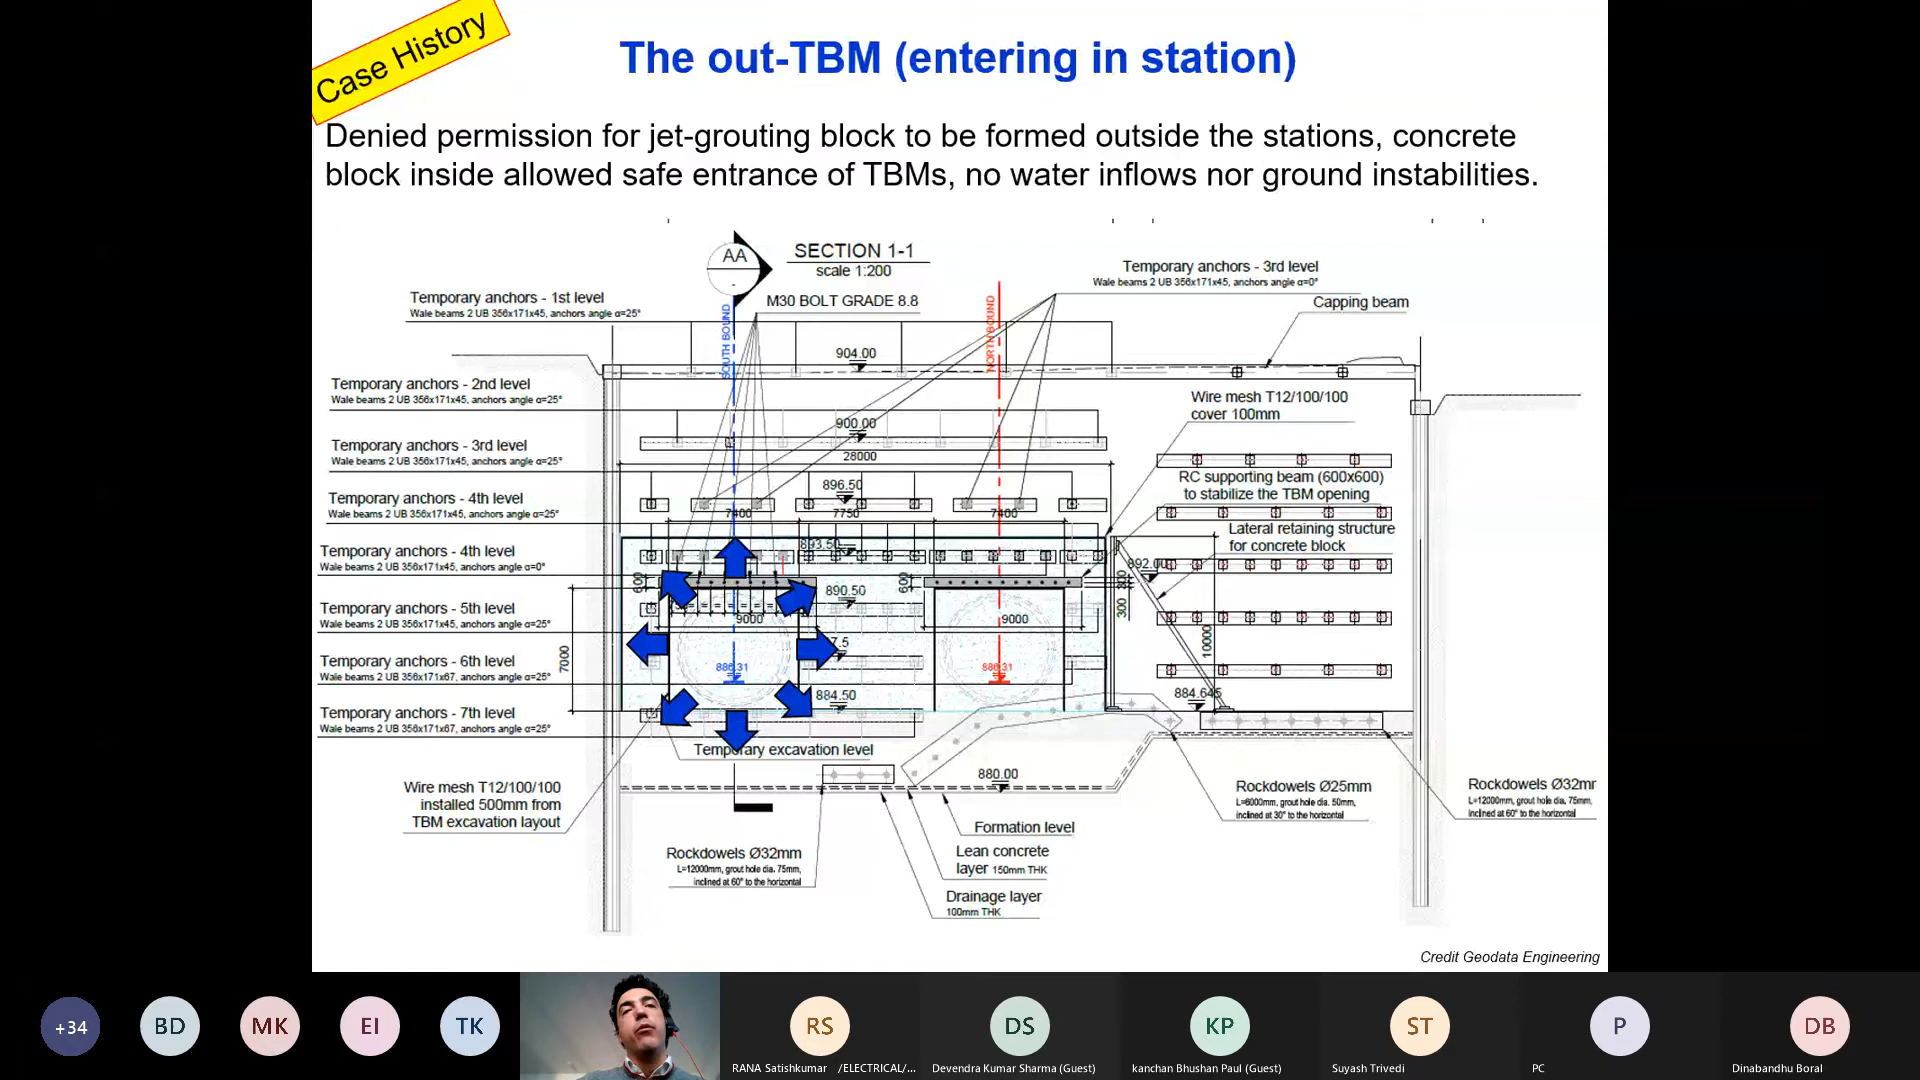 Case History
The out-TBM (entering in station)
Denied permission for jet-grouting block to be formed outside the stations, concrete
block inside allowed safe entrance of TBMs, no water inflows nor ground instabilities.
AA
-
SECTION 1-1
scale 1:200
M30 BOLT GRADE 8.8
SOUTH BOUND
NORTH BOUND
Temporary anchors - 3rd level
Wale beams 2 UB 356x171x45, anchors angle α=0°
Capping beam
Temporary anchors - 1st level
Wale beams 2 UB 356x171x45, anchors angle α=25°
904.00
Temporary anchors - 2nd level
Wale beams 2 UB 356x171x45, anchors angle α=25°
Wire mesh T12/100/100
cover 100mm
900.00
28000
Temporary anchors - 3rd level
Wale beams 2 UB 356x171x45, anchors angle α=25°
896.50
RC supporting beam (600x600)
to stabilize the TBM opening
Temporary anchors - 4th level
Wale beams 2 UB 356x171x45, anchors angle α=25°
7400
7750
7400
Lateral retaining structure
for concrete block
893.50
892.00
Temporary anchors - 4th level
Wale beams 2 UB 356x171x45, anchors angle α=0°
600
600
300
300
890.50
9000
9000
Temporary anchors - 5th level
Wale beams 2 UB 356x171x45, anchors angle α=25°
7000
10000
7.5
886.31
886.31
Temporary anchors - 6th level
Wale beams 2 UB 356x171x67, anchors angle α=25°
884.50
884.645
Temporary anchors - 7th level
Wale beams 2 UB 356x171x67, anchors angle α=25°
Temporary excavation level
880.00
Wire mesh T12/100/100
installed 500mm from
TBM excavation layout
Rockdowels Ø25mm
L=6000mm, grout hole dia. 50mm,
inclined at 30° to the horizontal
Rockdowels Ø32mr
L=12000mm, grout hole dia. 75mm,
inclined at 60° to the horizontal
Formation level
Rockdowels Ø32mm
L=12000mm, grout hole dia. 75mm,
inclined at 60° to the horizontal
Lean concrete
layer 150mm THK
Drainage layer
100mm THK
Credit Geodata Engineering
+34
BD
MK
EI
TK
RS
DS
KP
ST
P
DB
RANA Satishkumar /ELECTRICAL/...
Devendra Kumar Sharma (Guest)
kanchan Bhushan Paul (Guest)
Suyash Trivedi
PC
Dinabandhu Boral